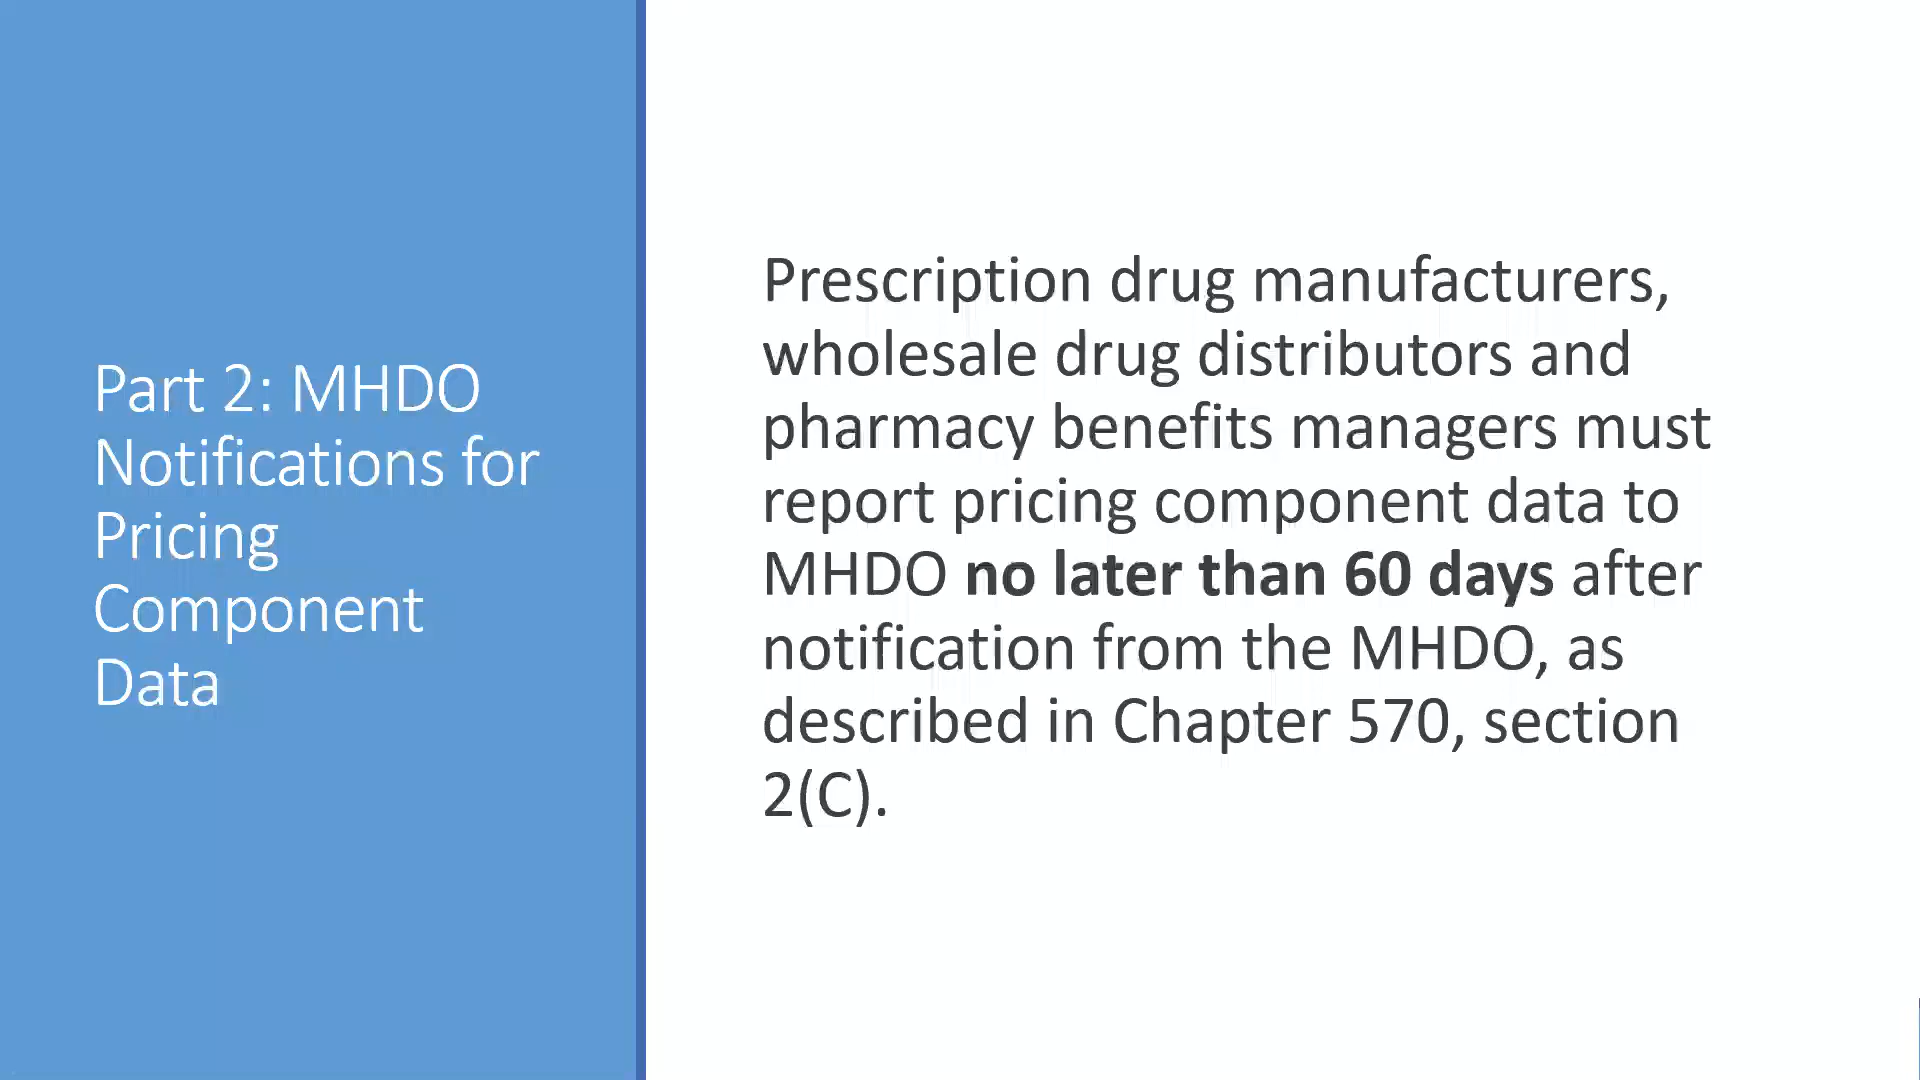 Part 2: MHDO
Notifications for
Pricing
Component
Data
Prescription drug manufacturers,
wholesale drug distributors and
pharmacy benefits managers must
report pricing component data to
MHDO no later than 60 days after
notification from the MHDO, as
described in Chapter 570, section
2(C).